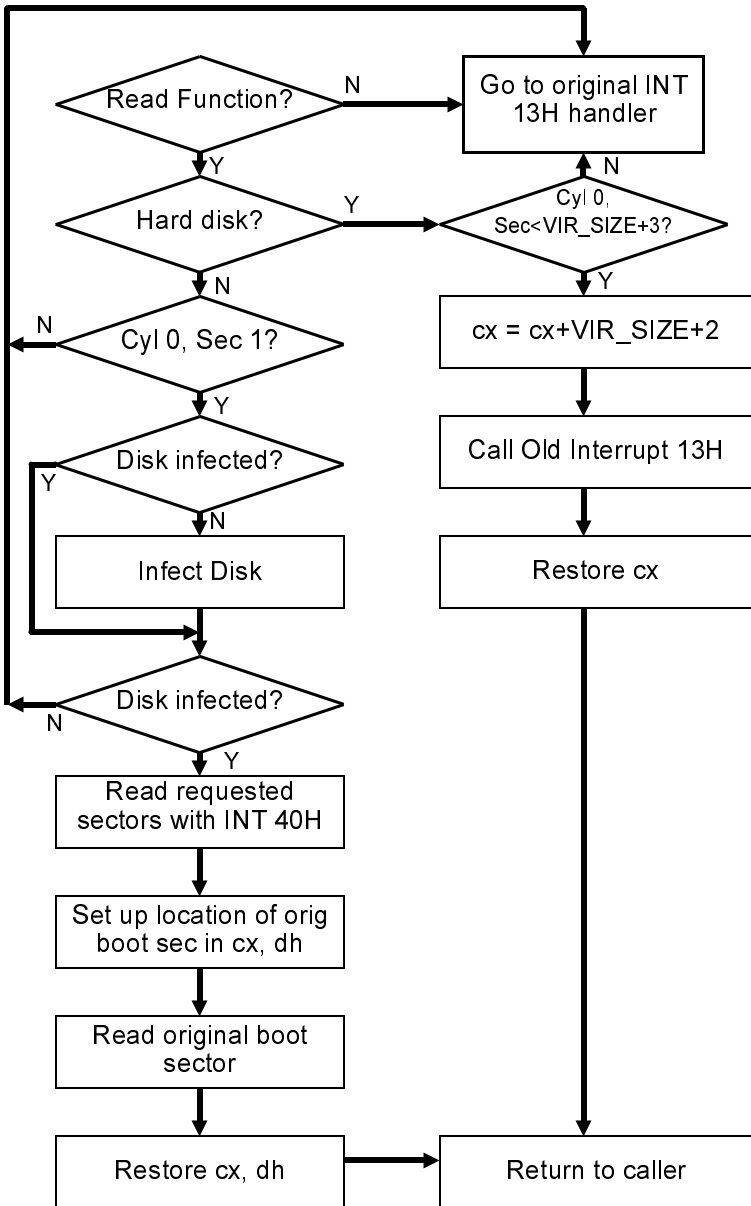 Read Function?
N
Go to original INT
13H handler
Y
N
Hard disk?
Y
Cyl 0,
Sec<VIR_SIZE+3?
N
Y
N
Cyl 0, Sec 1?
cx = cx+VIR_SIZE+2
Y
Disk infected?
Y
Call Old Interrupt 13H
N
Infect Disk
Restore cx
Disk infected?
N
Y
Read requested
sectors with INT 40H
Set up location of orig
boot sec in cx, dh
Read original boot
sector
Restore cx, dh
Return to caller